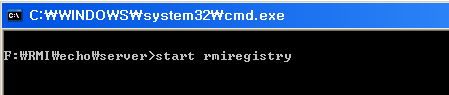 C:₩WINDOWS₩system32₩cmd.exe
F:₩RMI₩echo₩server>start rmiregistry